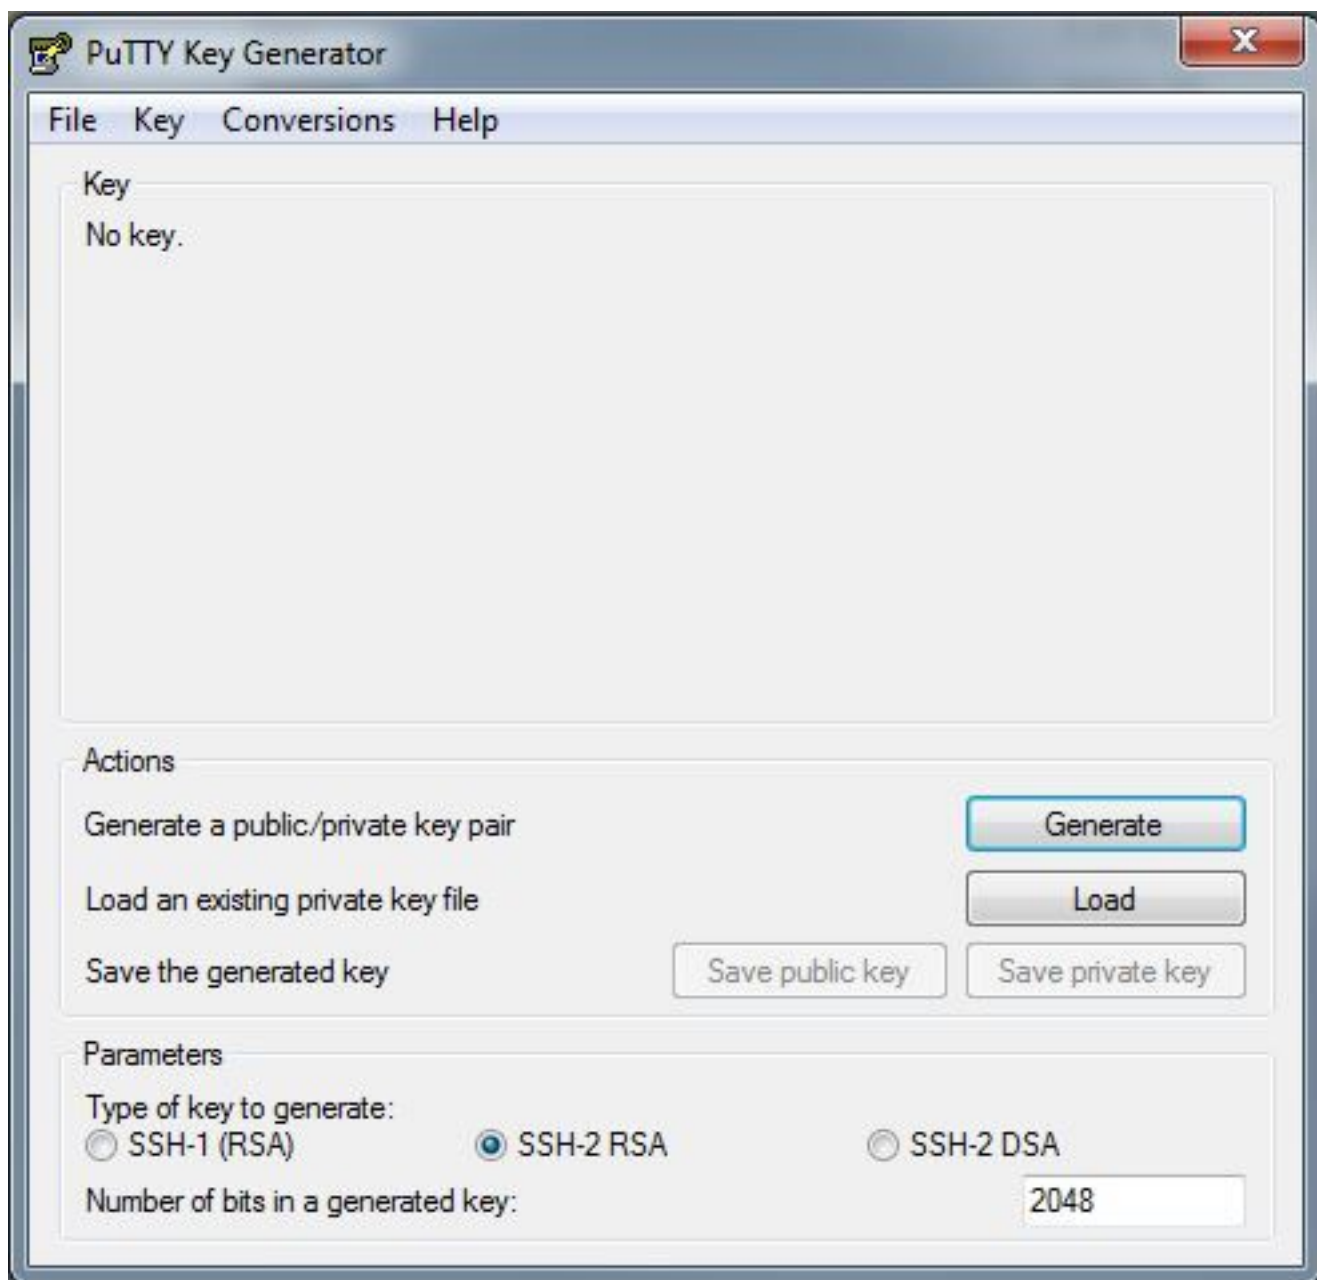 PuTTY Key Generator
File Key Conversions Help
Key
No key.
Actions
Generate a public/private key pair Generate
Load an existing private key file Load
Save the generated key Save public key Save private key
Parameters
Type of key to generate:
SSH-1 (RSA) SSH-2 RSA SSH-2 DSA
Number of bits in a generated key: 2048